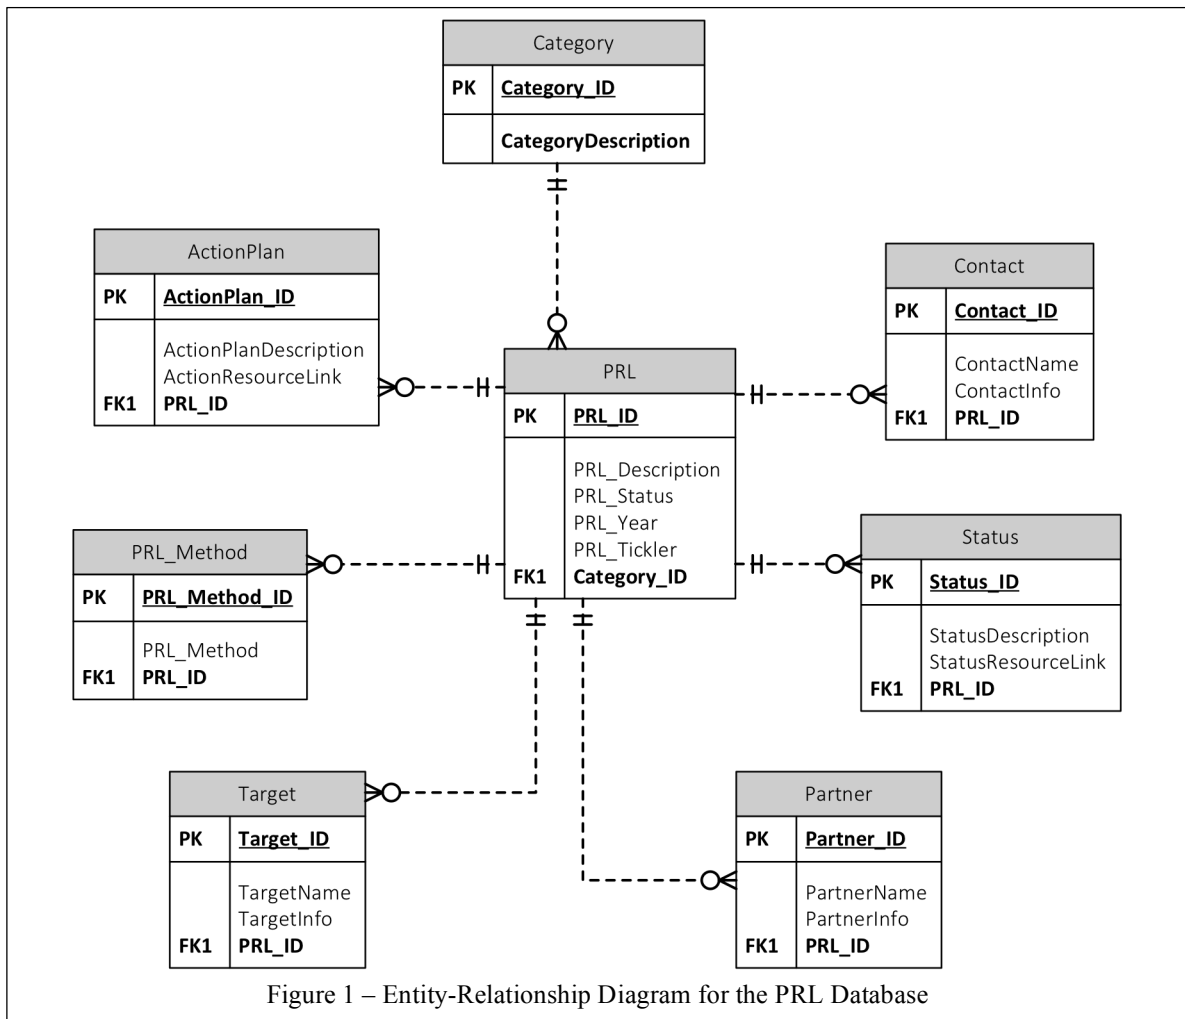 Category
PK Category_ID
CategoryDescription
ActionPlan
PK ActionPlan_ID
ActionPlanDescription
ActionResourceLink
FK1 PRL_ID
Contact
PK Contact_ID
ContactName
ContactInfo
FK1 PRL_ID
PRL
PK PRL_ID
PRL_Description
PRL_Status
PRL_Year
PRL_Tickler
FK1 Category_ID
PRL_Method
PK PRL_Method_ID
PRL_Method
FK1 PRL_ID
Status
PK Status_ID
StatusDescription
StatusResourceLink
FK1 PRL_ID
Target
PK Target_ID
TargetName
TargetInfo
FK1 PRL_ID
Partner
PK Partner_ID
PartnerName
PartnerInfo
FK1 PRL_ID
Figure 1 – Entity-Relationship Diagram for the PRL Database